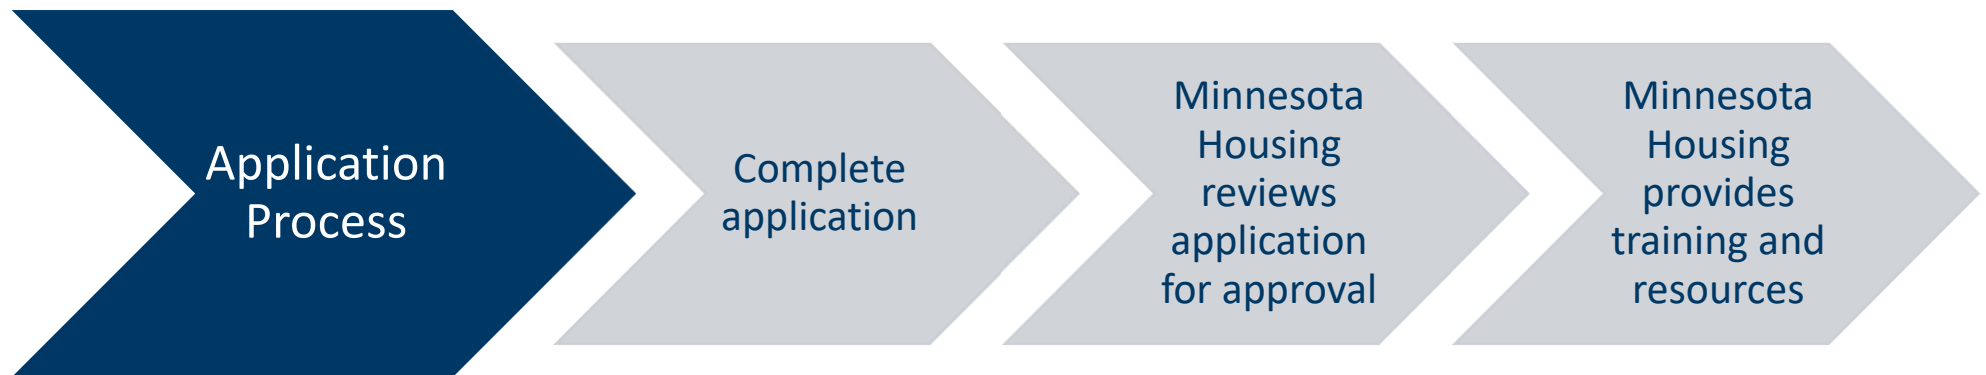 Application
Process
Complete
application
Minnesota
Housing
reviews
application
for approval
Minnesota
Housing
provides
training and
resources